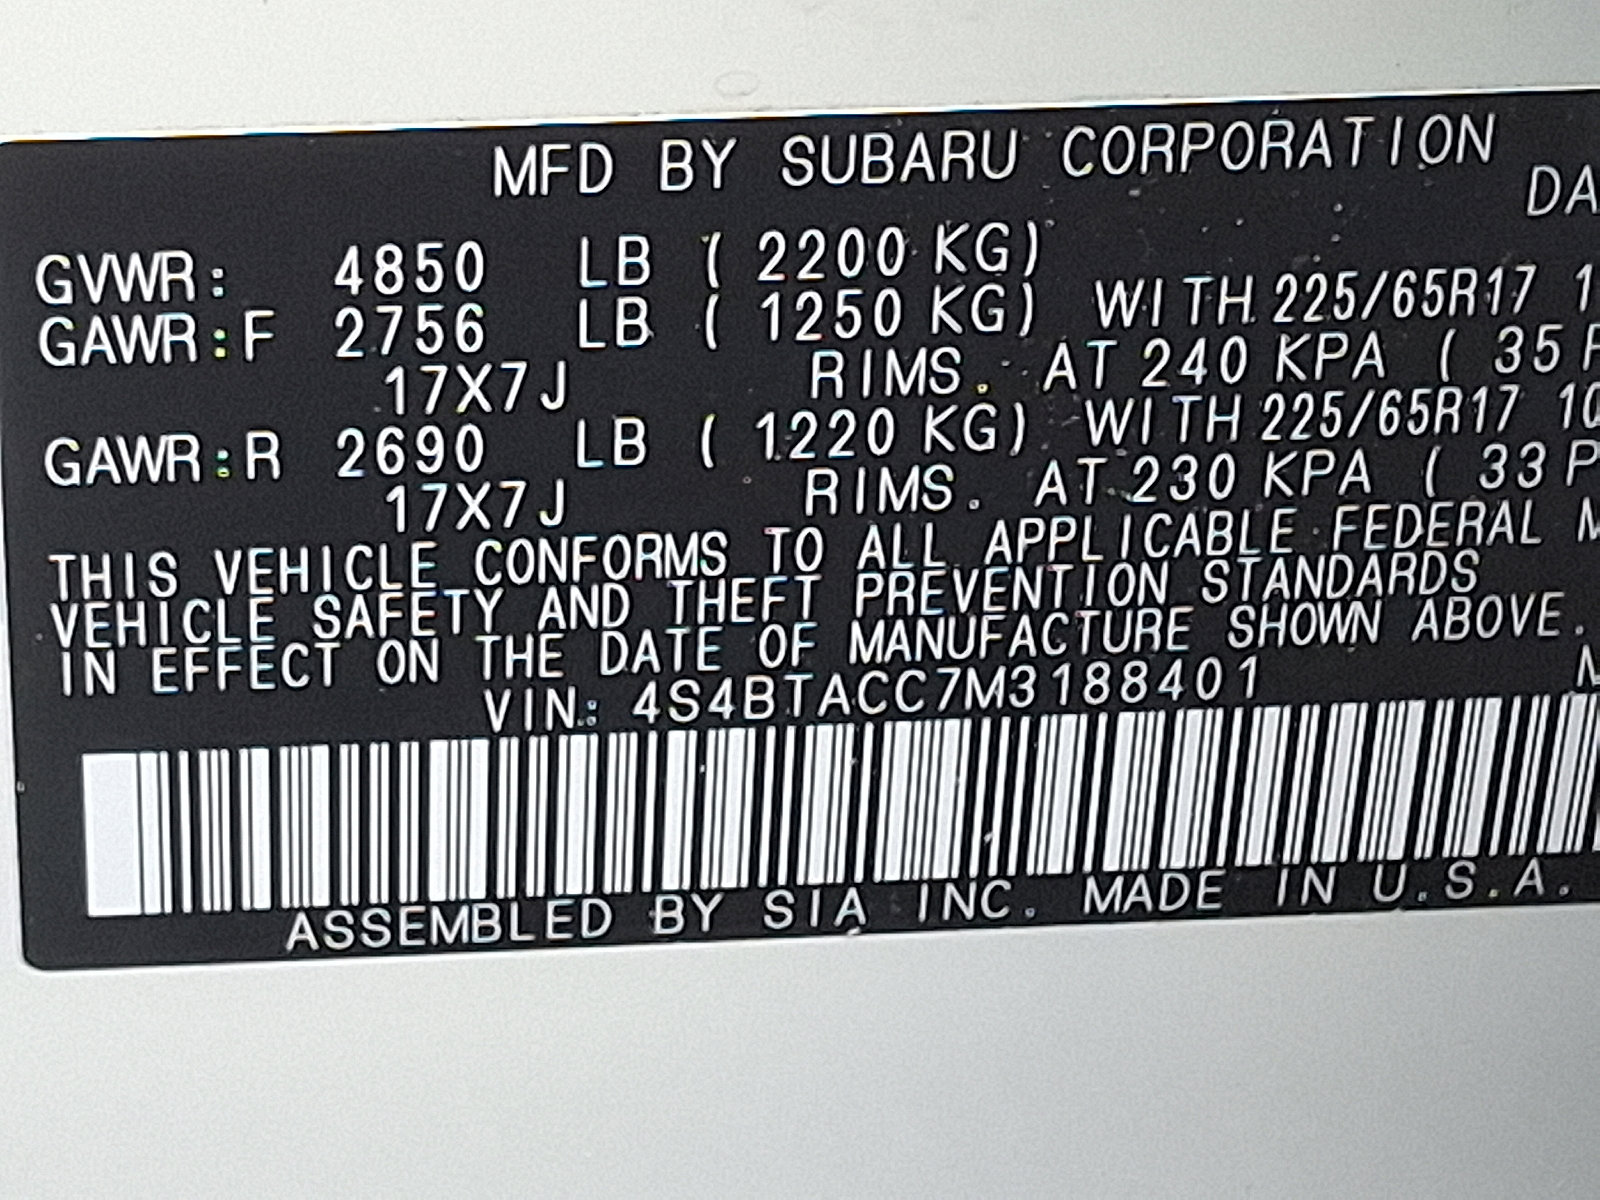 MFD BY SUBARU CORPORATION
DA
GVWR: 4850 LB ( 2200 KG)
GAWR:F 2756 LB ( 1250 KG) WITH 225/65R17 1
17X7J RIMS. AT 240 KPA ( 35 P
GAWR:R 2690 LB ( 1220 KG) WITH 225/65R17 10
17X7J RIMS. AT 230 KPA ( 33 P
THIS VEHICLE CONFORMS TO ALL APPLICABLE FEDERAL M
VEHICLE SAFETY AND THEFT PREVENTION STANDARDS
IN EFFECT ON THE DATE OF MANUFACTURE SHOWN ABOVE.
VIN: 4S4BTACC7M3188401
M
ASSEMBLED BY SIA INC. MADE IN U.S.A.